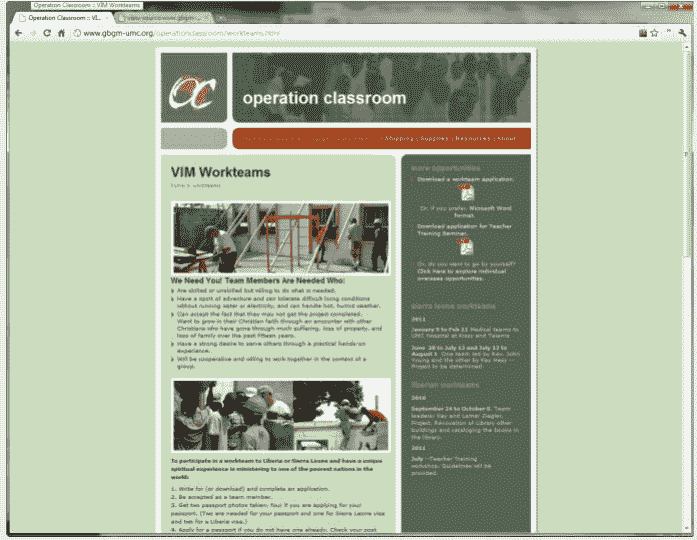 Operation Classroom :: VI...
Operation Classroom :: VIM Workteams
www.gbgm-umc.org/operationclassroom/workteams.html
OC
operation classroom
Shipping | Supplies | Resources | About
VIM Workteams
We Need You! Team Members Are Needed Who:
Are skilled or unskilled but willing to do what is needed.
Have a spirit of adventure and can tolerate difficult living conditions
without running water or electricity, and can handle hot, humid weather.
Can accept the fact that they may not get the project completed.
Want to grow in their Christian faith through an encounter with other
Christians who have gone through much suffering, loss of property, and
loss of family over the past fifteen years.
Have a strong desire to serve others through a practical hands-on
experience.
Will be cooperative and willing to work together in the context of a
group.
To participate in a workteam to Liberia or Sierra Leone and have a unique
spiritual experience in ministering to one of the poorest nations in the
world:
1. Write for (or download) and complete an application.
2. Be accepted as a team member.
3. Get two passport photos taken; four if you are applying for your
passport. (Two are needed for your passport and one for Sierra Leone visa
and two for a Liberia visa.)
4. Apply for a passport if you do not have one already. Check your post
more opportunities
Download a workteam application.
Or, if you prefer, Microsoft Word
format.
Download application for Teacher
Training Seminar.
Or, do you want to go by yourself?
Click here to explore individual
overseas opportunities.
sierra leone workteams
2011
January 9 to Feb 11 Medical teams to
UMC hospital at Kissy and Taiama
June 20 to July 12 and July 12 to
August 3 One team led by Rev. John
Young and the other by Kay Hess --
Project to be determined
liberian workteams
2010
September 24 to October 8 Team
leaders: Kay and Lamar Ziegler.
Project: Renovation of Library other
buildings and cataloging the books in
the library.
2011
July --Teacher Training
workshop. Guidelines will be
provided.